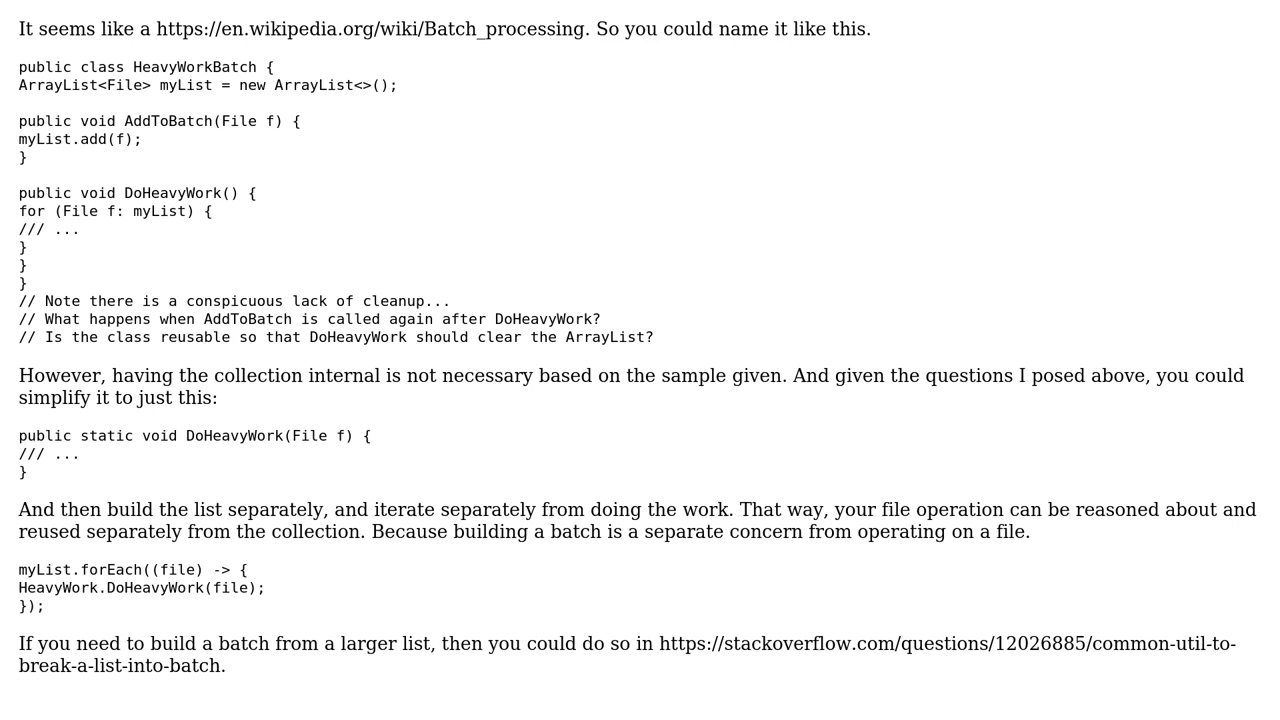 It seems like a https://en.wikipedia.org/wiki/Batch_processing. So you could name it like this.
public class HeavyWorkBatch {
ArrayList<File> myList = new ArrayList<>();
public void AddToBatch(File f) {
myList.add(f);
}
public void DoHeavyWork() {
for (File f: myList) {
/// ...
}
}
}
// Note there is a conspicuous lack of cleanup...
// What happens when AddToBatch is called again after DoHeavyWork?
// Is the class reusable so that DoHeavyWork should clear the ArrayList?
However, having the collection internal is not necessary based on the sample given. And given the questions I posed above, you could
simplify it to just this:
public static void DoHeavyWork(File f) {
/// ...
}
And then build the list separately, and iterate separately from doing the work. That way, your file operation can be reasoned about and
reused separately from the collection. Because building a batch is a separate concern from operating on a file.
myList.forEach((file) -> {
HeavyWork.DoHeavyWork(file);
});
If you need to build a batch from a larger list, then you could do so in https://stackoverflow.com/questions/12026885/common-util-to-
break-a-list-into-batch.